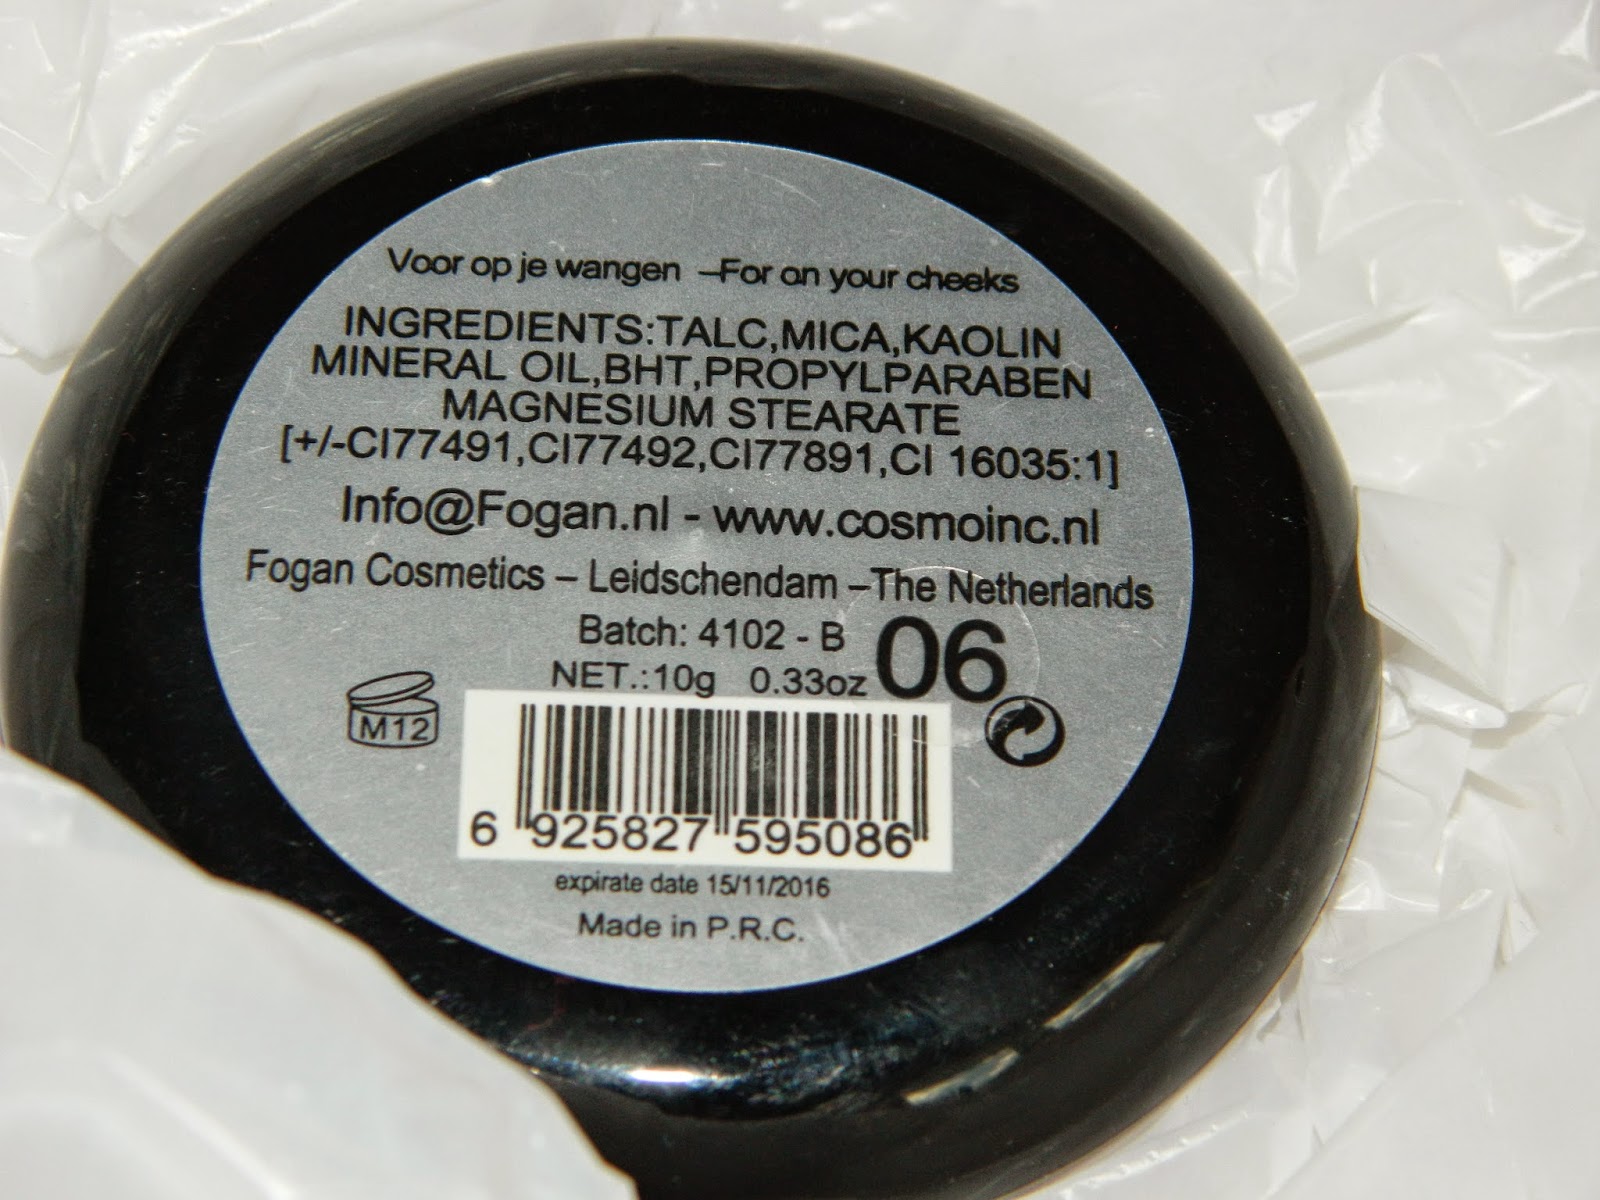 Voor op je wangen –For on your cheeks
INGREDIENTS:TALC,MICA,KAOLIN
MINERAL OIL,BHT,PROPYLPARABEN
MAGNESIUM STEARATE
[+/-CI77491,CI77492,CI77891,CI 16035:1]
Info@Fogan.nl - www.cosmoinc.nl
Fogan Cosmetics – Leidschendam –The Netherlands
Batch: 4102 - B 06
NET.:10g 0.33oz
M12
6 925827 595086
expirate date 15/11/2016
Made in P.R.C.